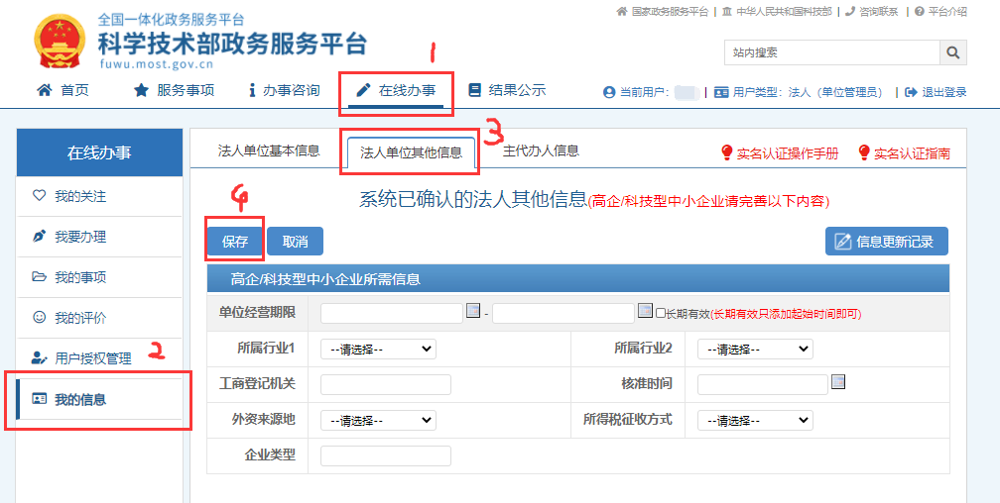 全国一体化政务服务平台
科学技术部政务服务平台
fuwu.most.gov.cn
国家政务服务平台 | 中华人民共和国科技部 | 咨询联系 | 平台介绍
站内搜索
1
首页 服务事项 办事咨询 在线办事 结果公示
当前用户: | 用户类型: 法人（单位管理员） | 退出登录
在线办事
我的关注
我要办理
我的事项
我的评价
用户授权管理
2
我的信息
法人单位基本信息 法人单位其他信息 主代办人信息
3
实名认证操作手册 实名认证指南
系统已确认的法人其他信息(高企/科技型中小企业请完善以下内容)
4
保存 取消 信息更新记录
高企/科技型中小企业所需信息
单位经营期限 - 长期有效(长期有效只添加起始时间即可)
所属行业1 --请选择-- 所属行业2 --请选择--
工商登记机关 核准时间
外资来源地 --请选择-- 所得税征收方式 --请选择--
企业类型